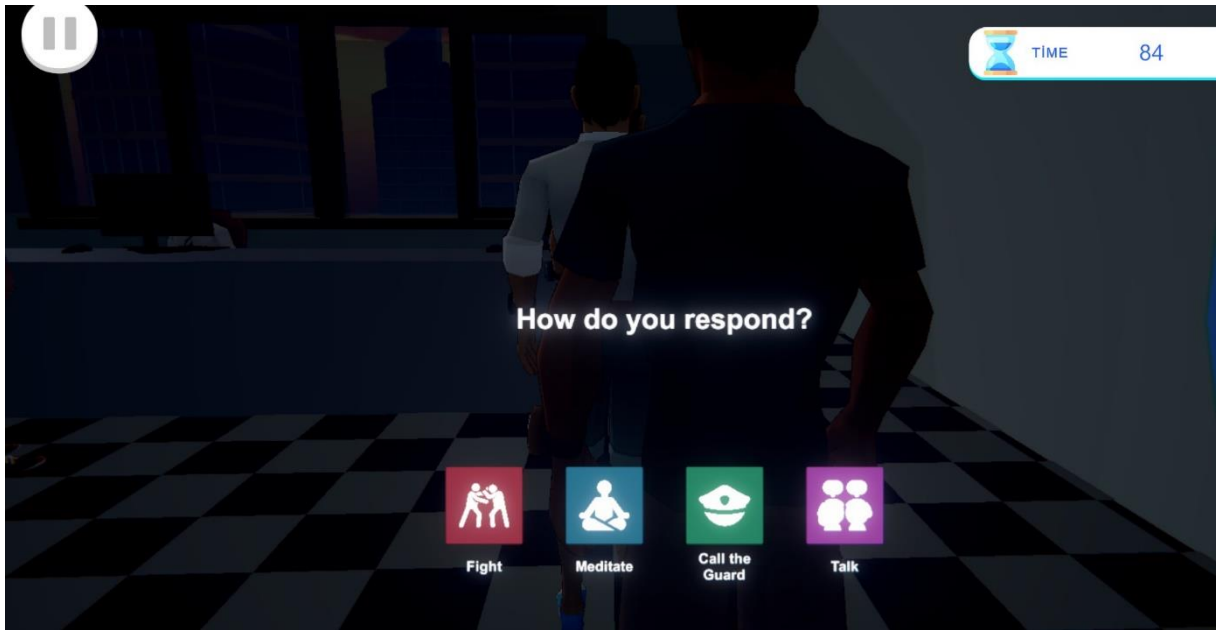 TİME 84
How do you respond?
Fight
Meditate
Call the
Guard
Talk